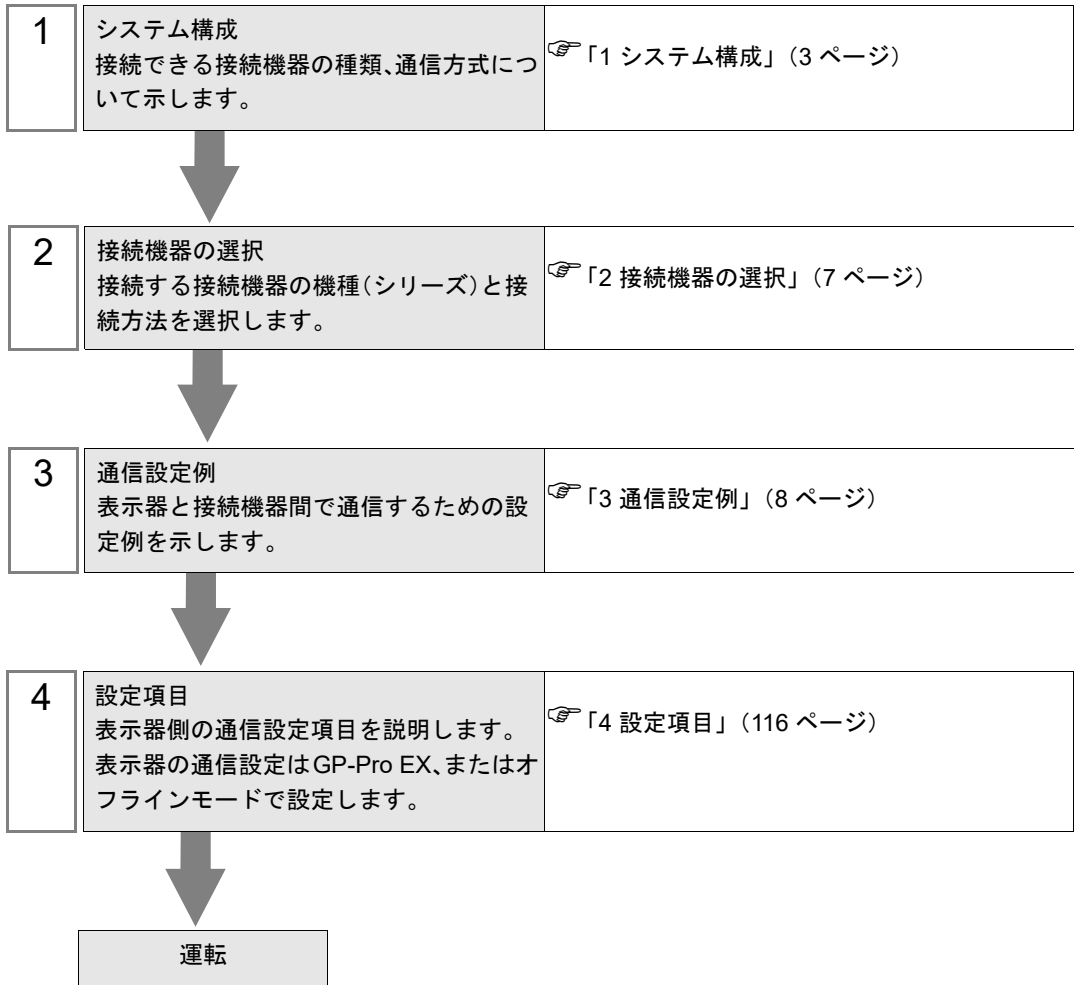 1
システム構成
接続できる接続機器の種類、通信方式につ
いて示します。
☞「1 システム構成」(3 ページ)
2
接続機器の選択
接続する接続機器の機種(シリーズ)と接
続方法を選択します。
☞「2 接続機器の選択」(7 ページ)
3
通信設定例
表示器と接続機器間で通信するための設
定例を示します。
☞「3 通信設定例」(8 ページ)
4
設定項目
表示器側の通信設定項目を説明します。
表示器の通信設定はGP-Pro EX、またはオ
フラインモードで設定します。
☞「4 設定項目」(116 ページ)
運転